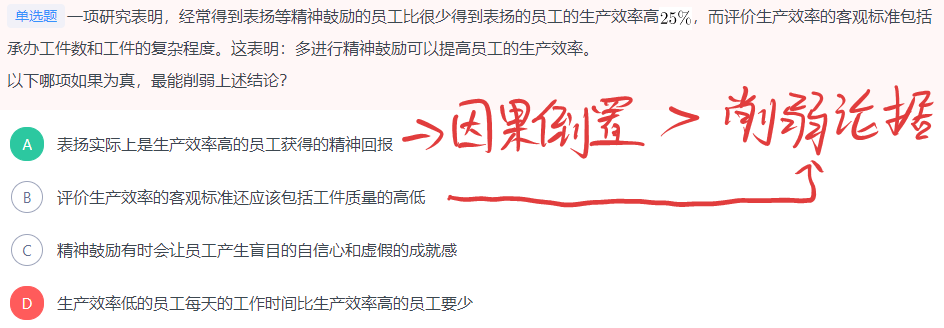 单选题 一项研究表明，经常得到表扬等精神鼓励的员工比很少得到表扬的员工的生产效率高25%，而评价生产效率的客观标准包括
承办工件数和工件的复杂程度。这表明：多进行精神鼓励可以提高员工的生产效率。
以下哪项如果为真，最能削弱上述结论？
A 表扬实际上是生产效率高的员工获得的精神回报 →因果倒置 > 削弱论据
B 评价生产效率的客观标准还应该包括工件质量的高低
C 精神鼓励有时会让员工产生盲目的自信心和虚假的成就感
D 生产效率低的员工每天的工作时间比生产效率高的员工要少